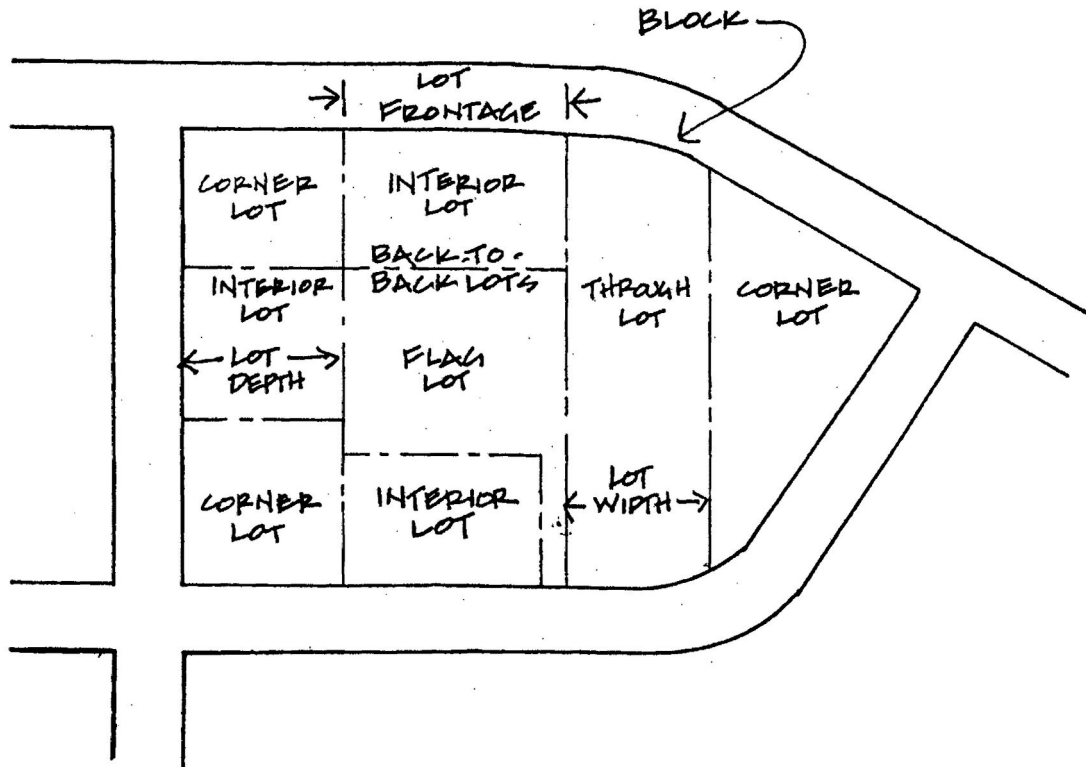 BLOCK
LOT
FRONTAGE
CORNER
LOT
INTERIOR
LOT
BACK-TO-
BACK LOTS
INTERIOR
LOT
THROUGH
LOT
CORNER
LOT
LOT
DEPTH
FLAG
LOT
CORNER
LOT
INTERIOR
LOT
LOT
WIDTH